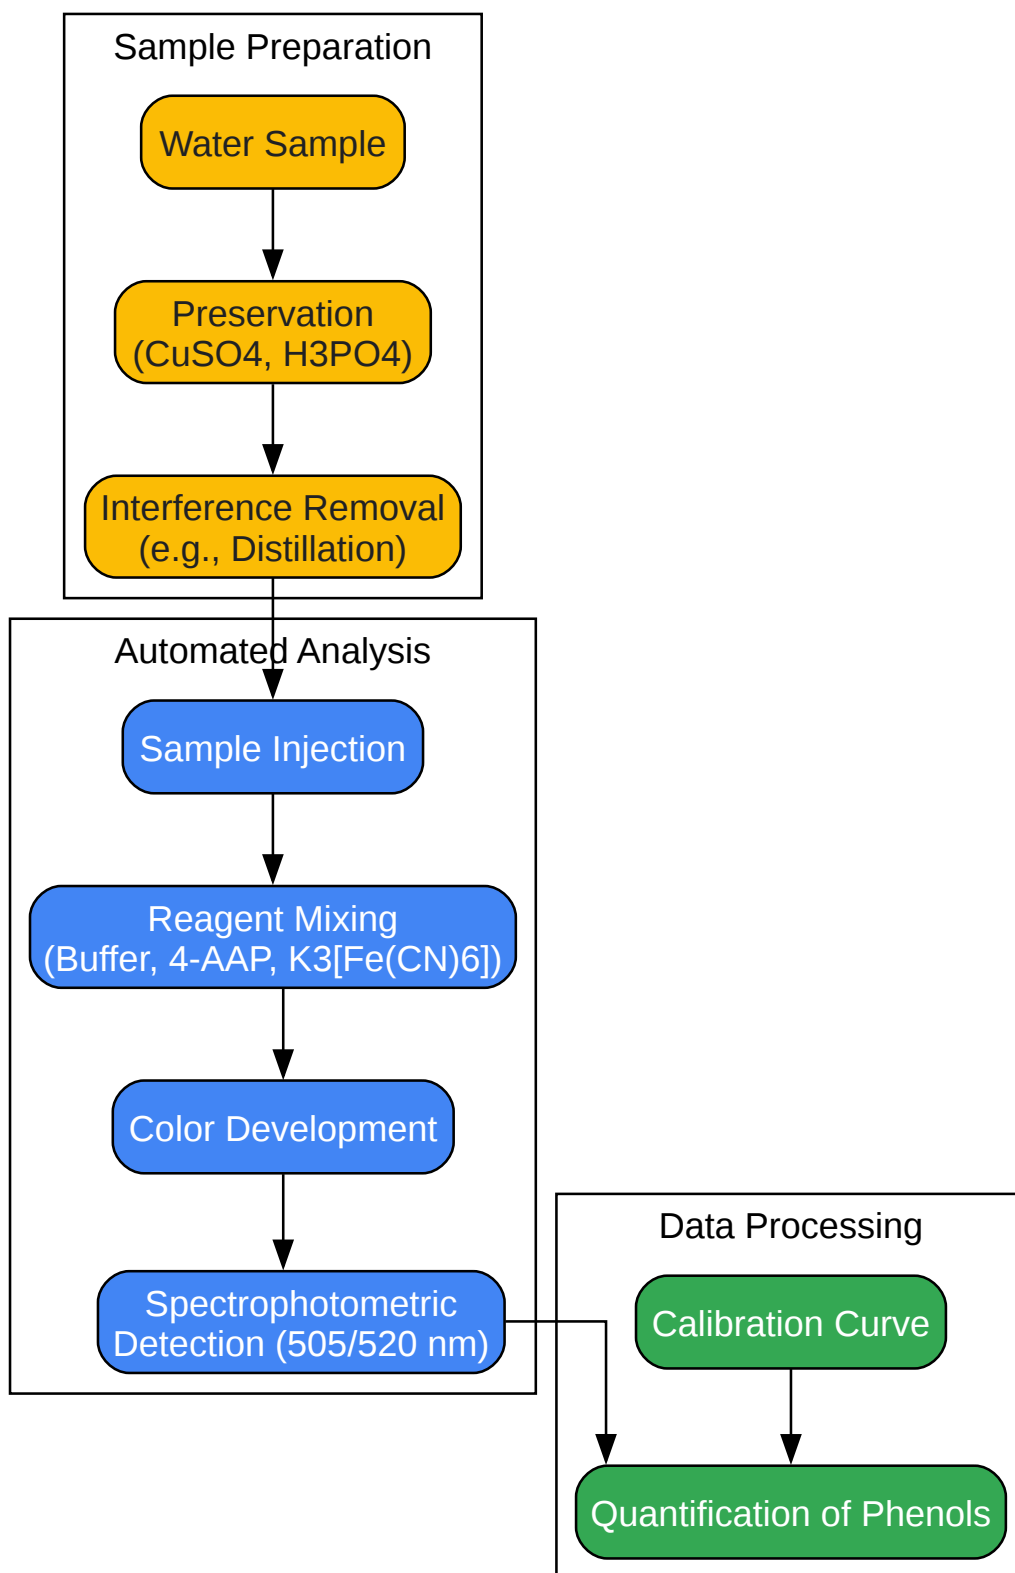 Sample Preparation
Water Sample
Preservation
(CuSO4, H3PO4)
Interference Removal
(e.g., Distillation)
Automated Analysis
Sample Injection
Reagent Mixing
(Buffer, 4-AAP, K3[Fe(CN)6])
Color Development
Spectrophotometric
Detection (505/520 nm)
Data Processing
Calibration Curve
Quantification of Phenols